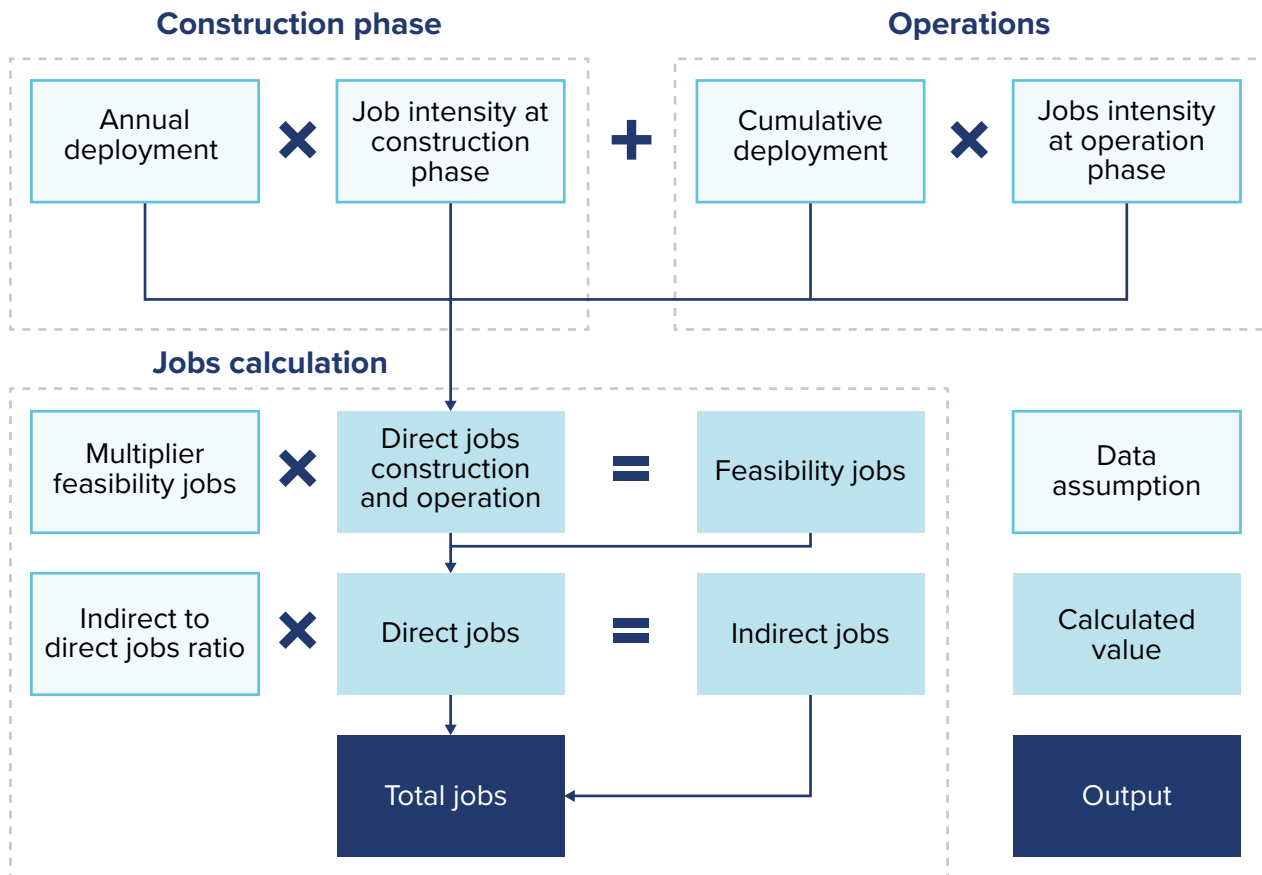 Construction phase
Operations
Annual
deployment
×
Job intensity at
construction
phase
+
Cumulative
deployment
×
Jobs intensity
at operation
phase
Jobs calculation
Multiplier
feasibility jobs
×
Direct jobs
construction
and operation
=
Feasibility jobs
Data
assumption
Indirect to
direct jobs ratio
×
Direct jobs
=
Indirect jobs
Calculated
value
Total jobs
Output